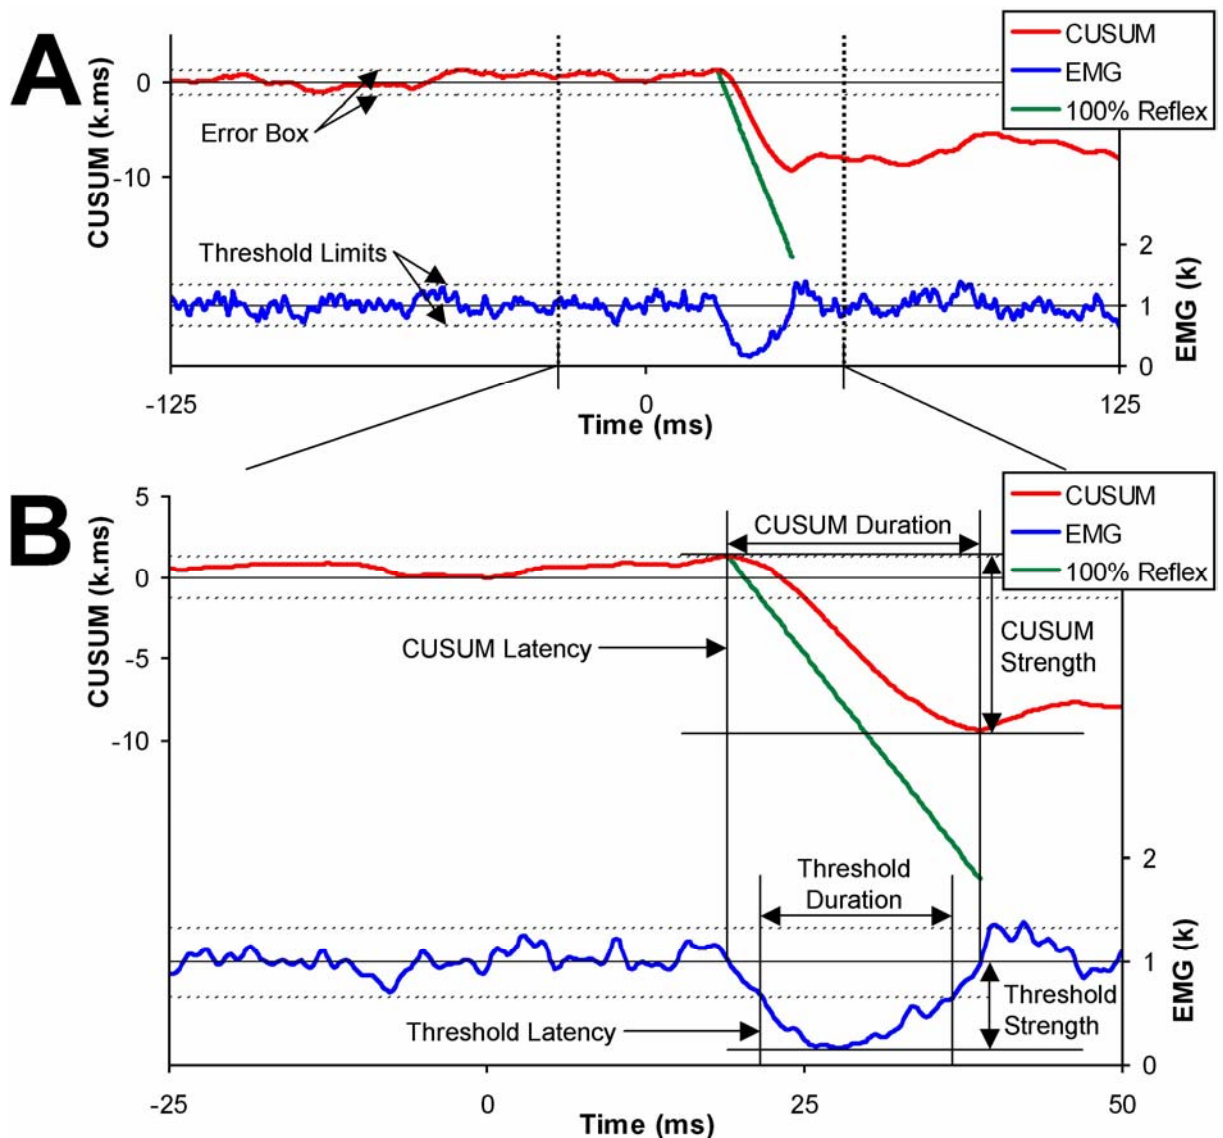 A
CUSUM
EMG
100% Reflex
0
-10
CUSUM (k.ms)
Error Box
Threshold Limits
2
1
0
EMG (k)
-125
0
125
Time (ms)
B
CUSUM
EMG
100% Reflex
5
0
-5
-10
CUSUM (k.ms)
CUSUM Duration
CUSUM Latency
CUSUM
Strength
Threshold
Duration
2
1
0
EMG (k)
Threshold Latency
Threshold
Strength
-25
0
25
50
Time (ms)